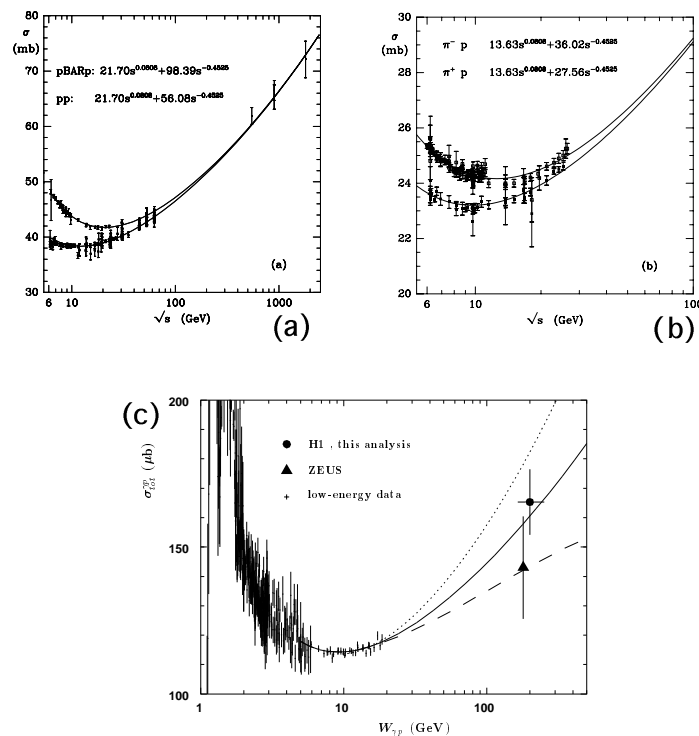 σ
(mb)
80
70
60
50
40
30
pBARp: 21.70s^0.0808+98.39s^-0.4525
pp: 21.70s^0.0808+56.08s^-0.4525
(a)
6 10 100 1000
√s (GeV)
(a)
σ
(mb)
30
28
26
24
22
20
π⁻ p 13.63s^0.0808+36.02s^-0.4525
π⁺ p 13.63s^0.0808+27.56s^-0.4525
(b)
6 10 100
√s (GeV)
(b)
(c)
σ^γp_tot (μb)
200
150
100
H1 , this analysis
ZEUS
low-energy data
1 10 100
W_γp (GeV)